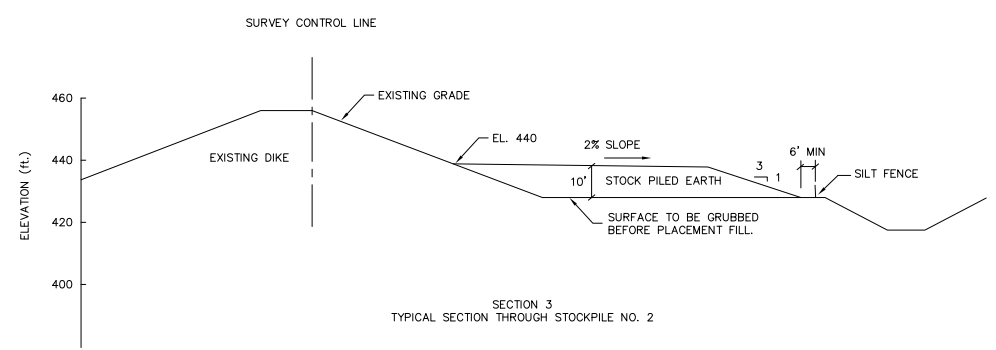 SURVEY CONTROL LINE
460
EXISTING GRADE
EL. 440
2% SLOPE
6' MIN
440
EXISTING DIKE
3
1
SILT FENCE
10'
STOCK PILED EARTH
ELEVATION (ft.)
420
SURFACE TO BE GRUBBED
BEFORE PLACEMENT FILL.
400
SECTION 3
TYPICAL SECTION THROUGH STOCKPILE NO. 2